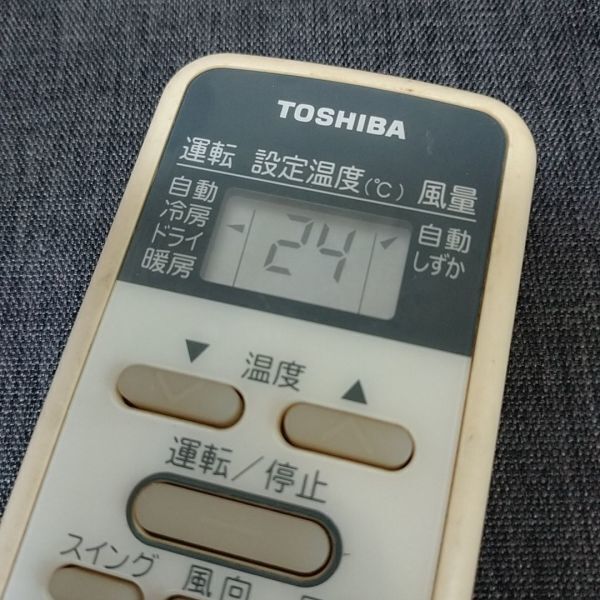 TOSHIBA
運転 設定温度(℃) 風量
自動
冷房
ドライ
暖房
24
自動
しずか
▼ 温度 ▲
運転/停止
スイング 風向